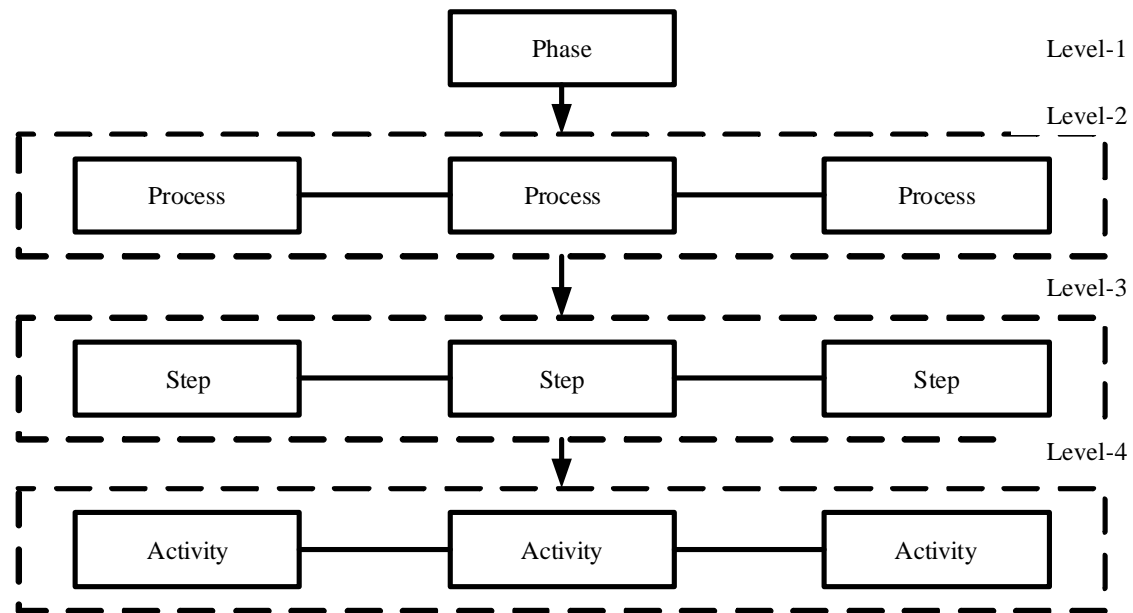 Phase
Level-1
Level-2
Process
Process
Process
Level-3
Step
Step
Step
Level-4
Activity
Activity
Activity